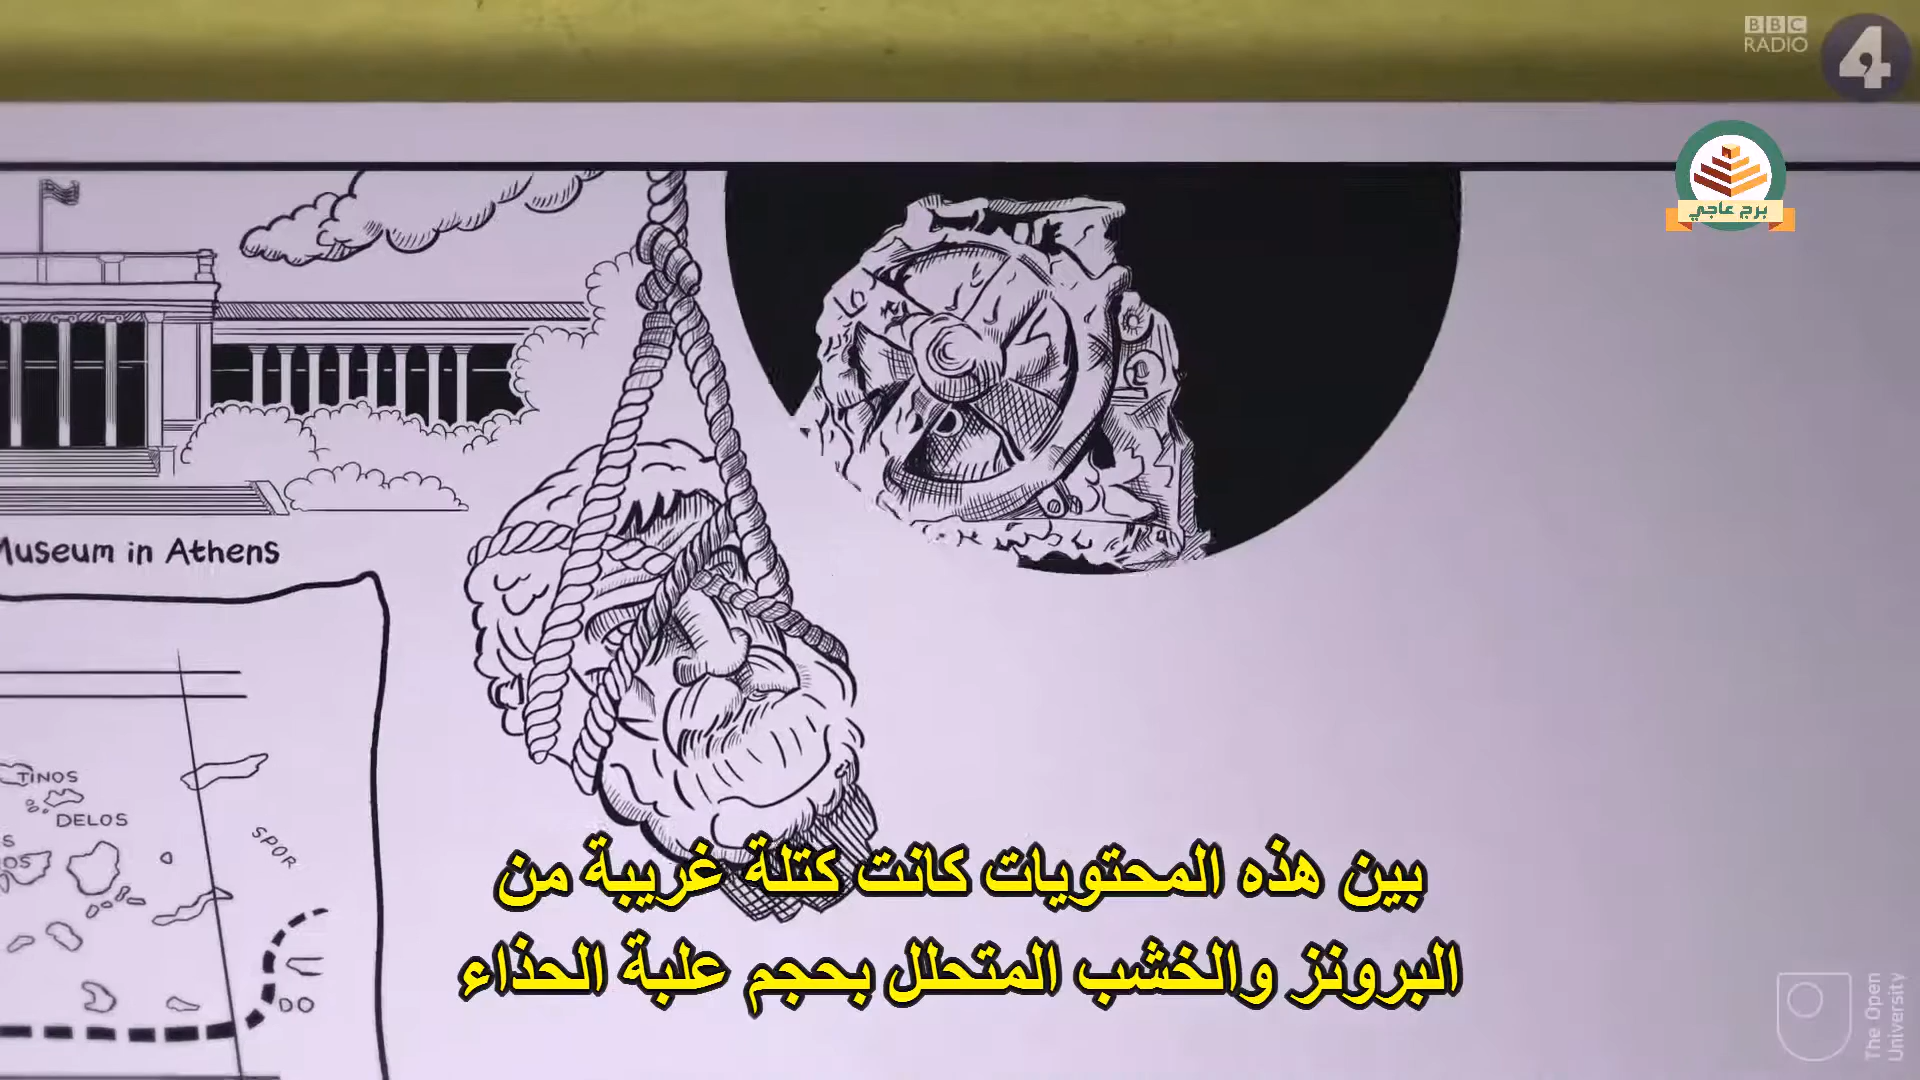 BBC
RADIO
4
برج عاجي
Museum in Athens
TINOS
DELOS
SPOR
بين هذه المحتويات كانت كتلة غريبة من
البرونز والخشب المتحلل بحجم علبة الحذاء
The Open
University